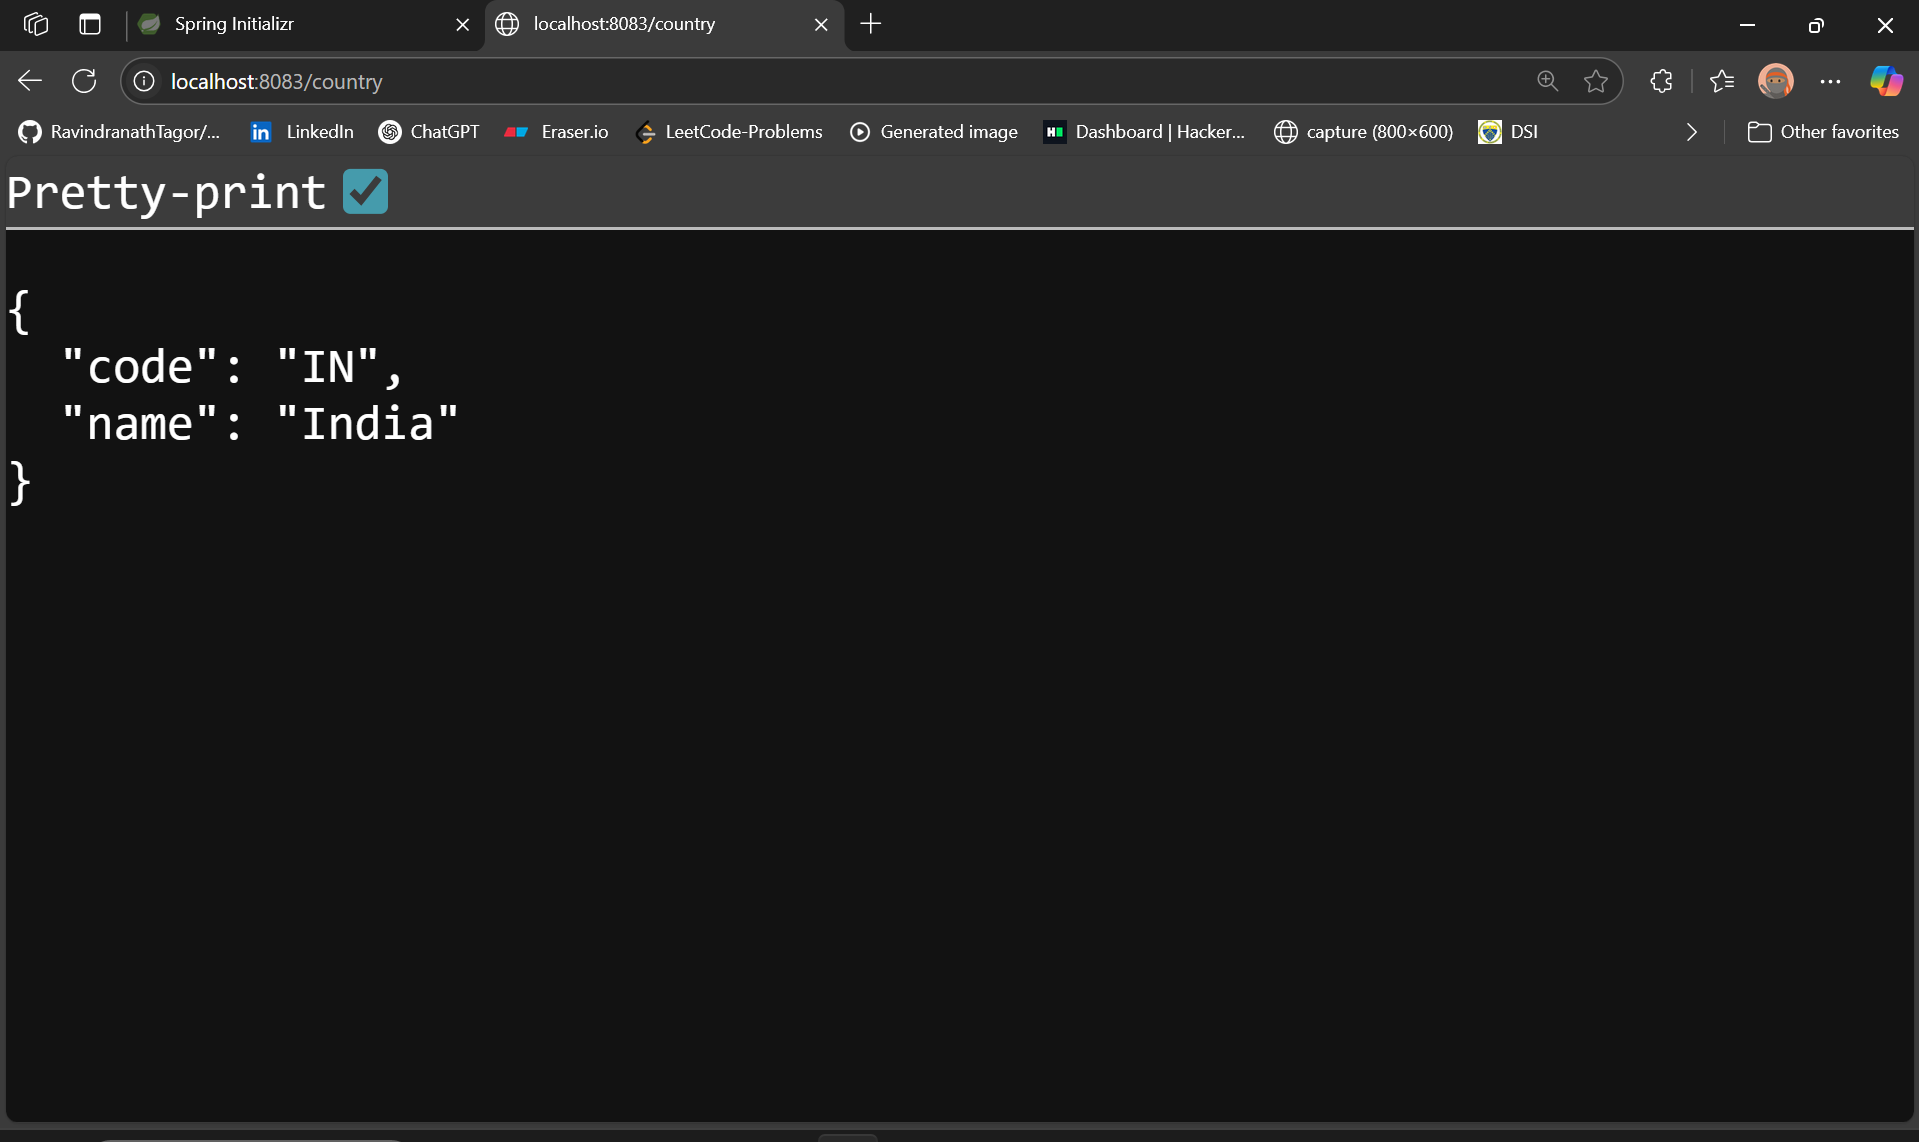 Spring Initializr
localhost:8083/country
localhost:8083/country
RavindranathTagor/... LinkedIn ChatGPT Eraser.io LeetCode-Problems Generated image Dashboard | Hacker... capture (800×600) DSI Other favorites
Pretty-print
{
  "code": "IN",
  "name": "India"
}